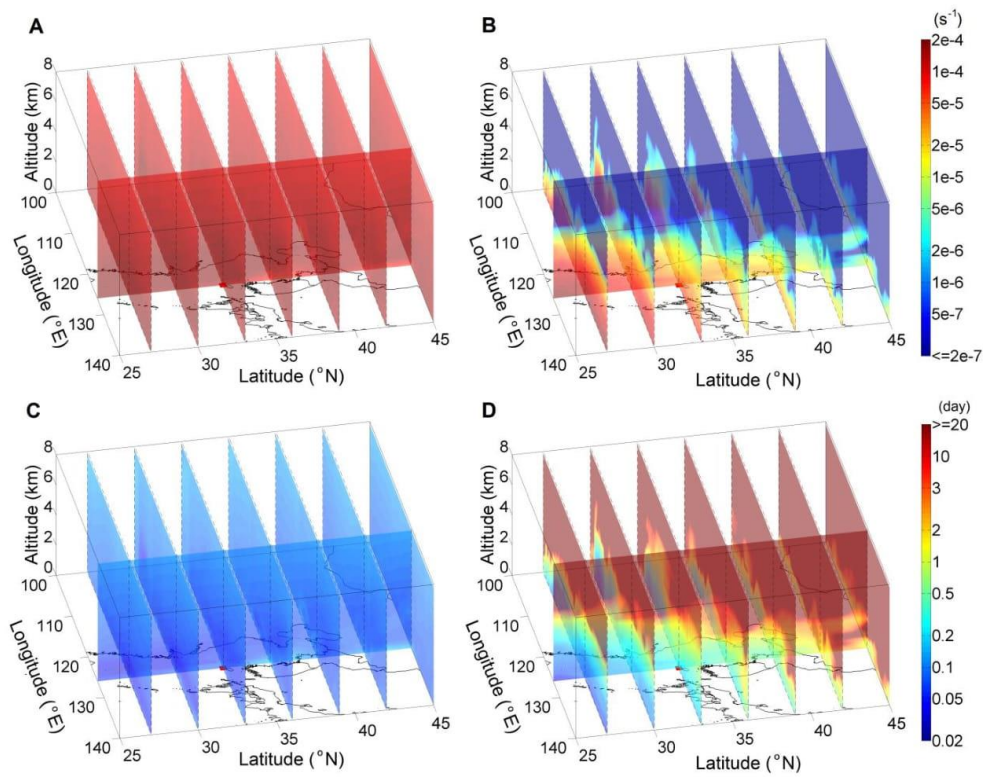 A
8
6
4
2
0
Altitude (km)
100
110
120
130
140
Longitude (°E)
25
30
35
40
45
Latitude (°N)
B
8
6
4
2
0
Altitude (km)
100
110
120
130
140
Longitude (°E)
25
30
35
40
45
Latitude (°N)
(s⁻¹)
2e-4
1e-4
5e-5
2e-5
1e-5
5e-6
2e-6
1e-6
5e-7
<=2e-7
C
8
6
4
2
0
Altitude (km)
100
110
120
130
140
Longitude (°E)
25
30
35
40
45
Latitude (°N)
D
8
6
4
2
0
Altitude (km)
100
110
120
130
140
Longitude (°E)
25
30
35
40
45
Latitude (°N)
(day)
>=20
10
3
2
1
0.5
0.2
0.1
0.05
0.02